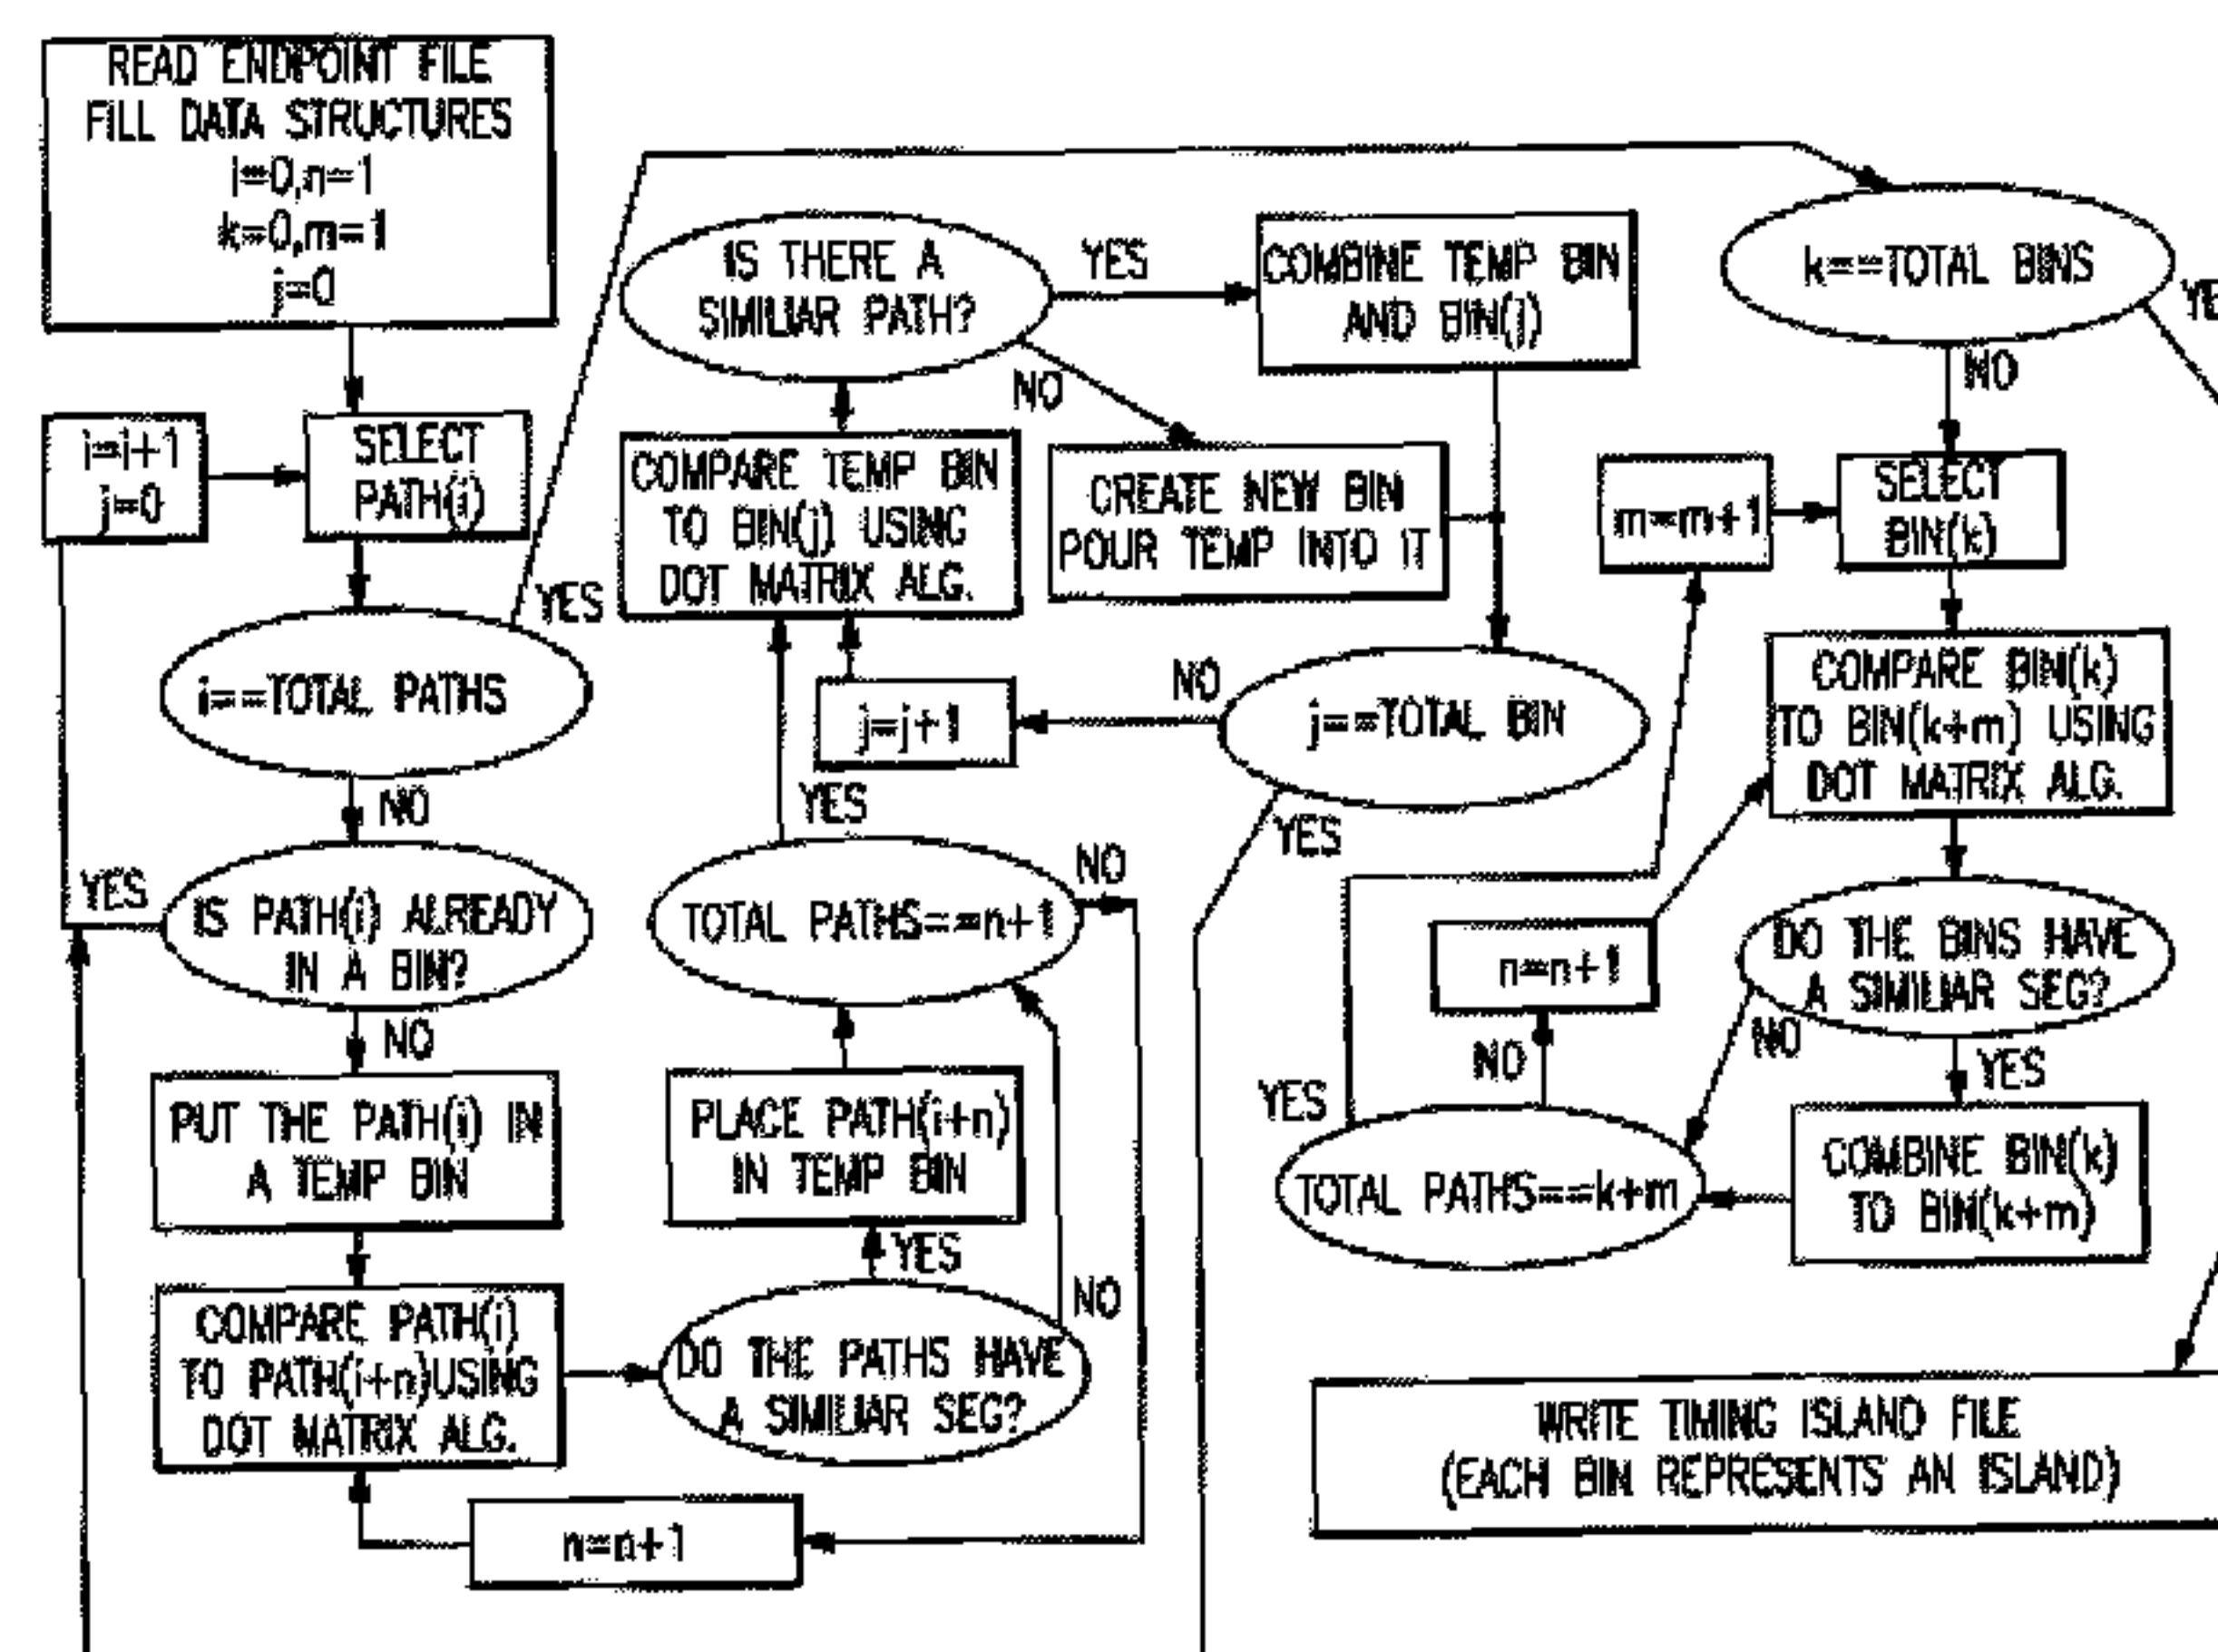 READ ENDPOINT FILE
FILL DATA STRUCTURES
i=0,n=1
k=0,m=1
j=0
i=i+1
j=0
SELECT
PATH(i)
YES
i==TOTAL PATHS
NO
YES
IS PATH(i) ALREADY
IN A BIN?
NO
PUT THE PATH(i) IN
A TEMP BIN
COMPARE PATH(i)
TO PATH(i+n)USING
DOT MATRIX ALG.
n=n+1
IS THERE A
SIMILIAR PATH?
YES
NO
COMBINE TEMP BIN
AND BIN(j)
COMPARE TEMP BIN
TO BIN(j) USING
DOT MATRIX ALG.
CREATE NEW BIN
POUR TEMP INTO IT
j=j+1
NO
j==TOTAL BIN
YES
YES
TOTAL PATHS==n+1
NO
PLACE PATH(i+n)
IN TEMP BIN
YES
NO
DO THE PATHS HAVE
A SIMILIAR SEG?
k==TOTAL BINS
YE
NO
m=m+1
SELECT
BIN(k)
COMPARE BIN(k)
TO BIN(k+m) USING
DOT MATRIX ALG.
n=n+1
DO THE BINS HAVE
A SIMILIAR SEG?
NO
NO
YES
YES
TOTAL PATHS==k+m
COMBINE BIN(k)
TO BIN(k+m)
WRITE TIMING ISLAND FILE
(EACH BIN REPRESENTS AN ISLAND)